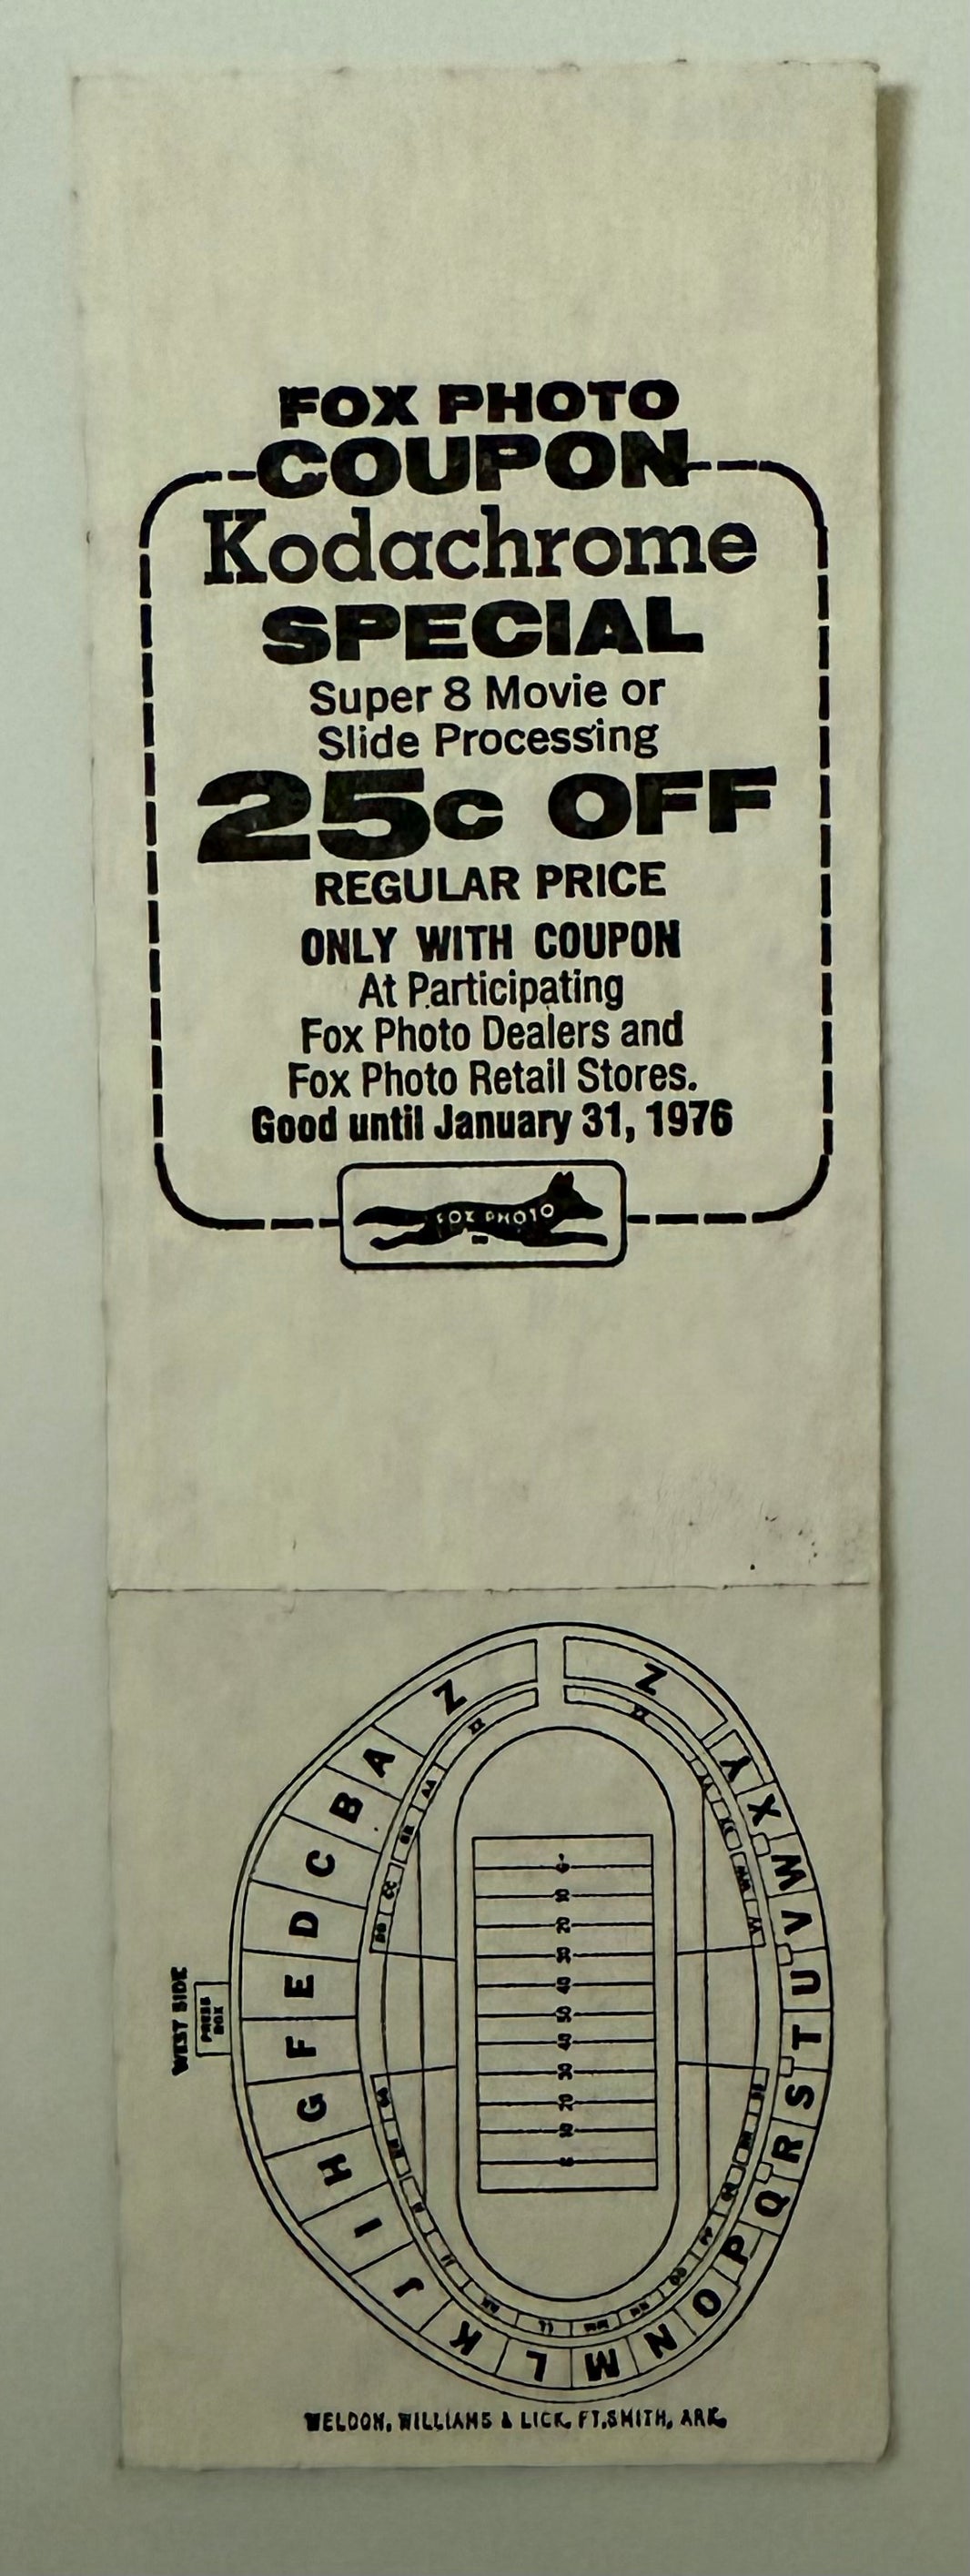 FOX PHOTO
COUPON
Kodachrome
SPECIAL
Super 8 Movie or
Slide Processing
25c OFF
REGULAR PRICE
ONLY WITH COUPON
At Participating
Fox Photo Dealers and
Fox Photo Retail Stores.
Good until January 31, 1976
FOX PHOTO
Z Z
A Y
B X
C W
D V
E U
WEST SIDE
PRESS
BOX
F T
G S
H R
I Q
J P
K O
L M N
AA
CC
WELDON, WILLIAMS & LICK, FT. SMITH, ARK.